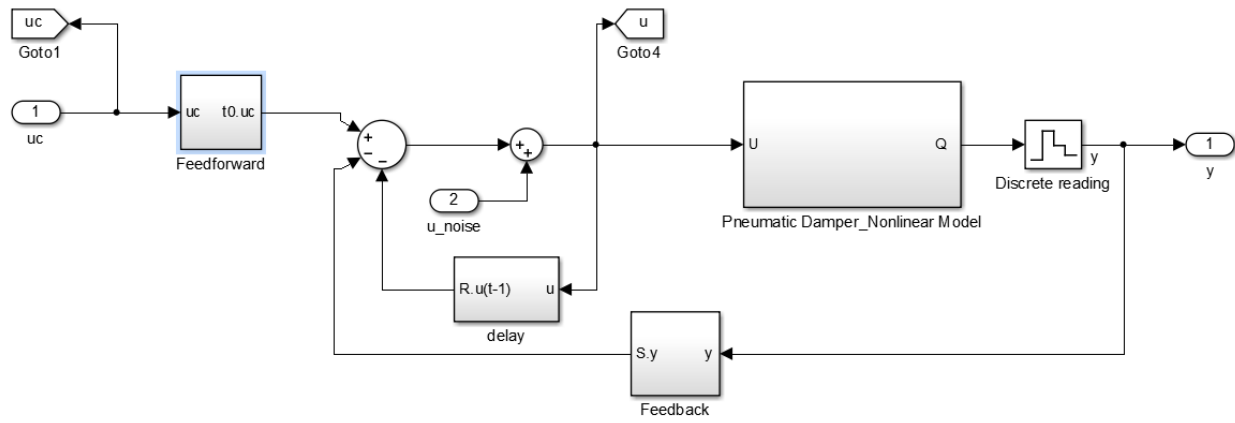 uc
Goto1
1
uc
uc t0.uc
Feedforward
+
−
−
+
+
2
u_noise
u
Goto4
U Q
Pneumatic Damper_Nonlinear Model
y
Discrete reading
1
y
R.u(t-1) u
delay
S.y y
Feedback